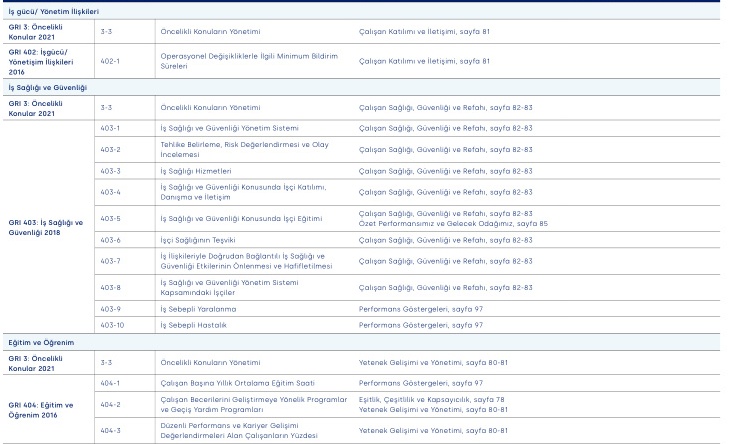 İş gücü/ Yönetim İlişkileri
GRI 3: Öncelikli
Konular 2021
3-3
Öncelikli Konuların Yönetimi
Çalışan Katılımı ve İletişimi, sayfa 81
GRI 402: İşgücü/
Yönetişim İlişkileri
2016
402-1
Operasyonel Değişikliklerle İlgili Minimum Bildirim
Süreleri
Çalışan Katılımı ve İletişimi, sayfa 81
İş Sağlığı ve Güvenliği
GRI 3: Öncelikli
Konular 2021
3-3
Öncelikli Konuların Yönetimi
Çalışan Sağlığı, Güvenliği ve Refahı, sayfa 82-83
GRI 403: İş Sağlığı ve
Güvenliği 2018
403-1
İş Sağlığı ve Güvenliği Yönetim Sistemi
Çalışan Sağlığı, Güvenliği ve Refahı, sayfa 82-83
403-2
Tehlike Belirleme, Risk Değerlendirmesi ve Olay
İncelemesi
Çalışan Sağlığı, Güvenliği ve Refahı, sayfa 82-83
403-3
İş Sağlığı Hizmetleri
Çalışan Sağlığı, Güvenliği ve Refahı, sayfa 82-83
403-4
İş Sağlığı ve Güvenliği Konusunda İşçi Katılımı,
Danışma ve İletişim
Çalışan Sağlığı, Güvenliği ve Refahı, sayfa 82-83
403-5
İş Sağlığı ve Güvenliği Konusunda İşçi Eğitimi
Çalışan Sağlığı, Güvenliği ve Refahı, sayfa 82-83
Özet Performansımız ve Gelecek Odağımız, sayfa 85
403-6
İşçi Sağlığının Teşviki
Çalışan Sağlığı, Güvenliği ve Refahı, sayfa 82-83
403-7
İş İlişkileriyle Doğrudan Bağlantılı İş Sağlığı ve
Güvenliği Etkilerinin Önlenmesi ve Hafifletilmesi
Çalışan Sağlığı, Güvenliği ve Refahı, sayfa 82-83
403-8
İş Sağlığı ve Güvenliği Yönetim Sistemi
Kapsamındaki İşçiler
Çalışan Sağlığı, Güvenliği ve Refahı, sayfa 82-83
403-9
İş Sebepli Yaralanma
Performans Göstergeleri, sayfa 97
403-10
İş Sebepli Hastalık
Performans Göstergeleri, sayfa 97
Eğitim ve Öğrenim
GRI 3: Öncelikli
Konular 2021
3-3
Öncelikli Konuların Yönetimi
Yetenek Gelişimi ve Yönetimi, sayfa 80-81
GRI 404: Eğitim ve
Öğrenim 2016
404-1
Çalışan Başına Yıllık Ortalama Eğitim Saati
Performans Göstergeleri, sayfa 97
404-2
Çalışan Becerilerini Geliştirmeye Yönelik Programlar
ve Geçiş Yardım Programları
Eşitlik, Çeşitlilik ve Kapsayıcılık, sayfa 78
Yetenek Gelişimi ve Yönetimi, sayfa 80-81
404-3
Düzenli Performans ve Kariyer Gelişimi
Değerlendirmeleri Alan Çalışanların Yüzdesi
Yetenek Gelişimi ve Yönetimi, sayfa 80-81